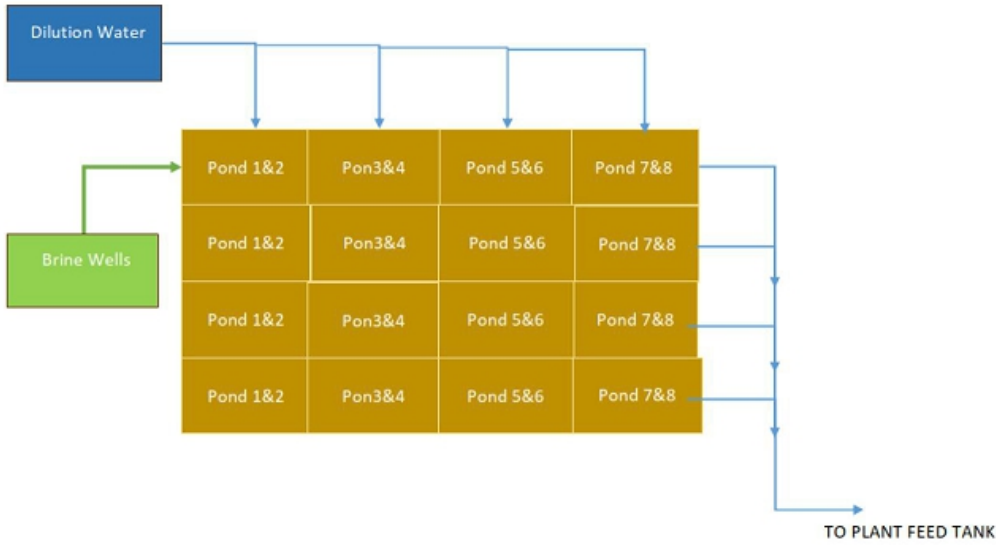 Dilution Water
Pond 1&2 Pon3&4 Pond 5&6 Pond 7&8
Brine Wells
Pond 1&2 Pon3&4 Pond 5&6 Pond 7&8
Pond 1&2 Pon3&4 Pond 5&6 Pond 7&8
Pond 1&2 Pon3&4 Pond 5&6 Pond 7&8
TO PLANT FEED TANK